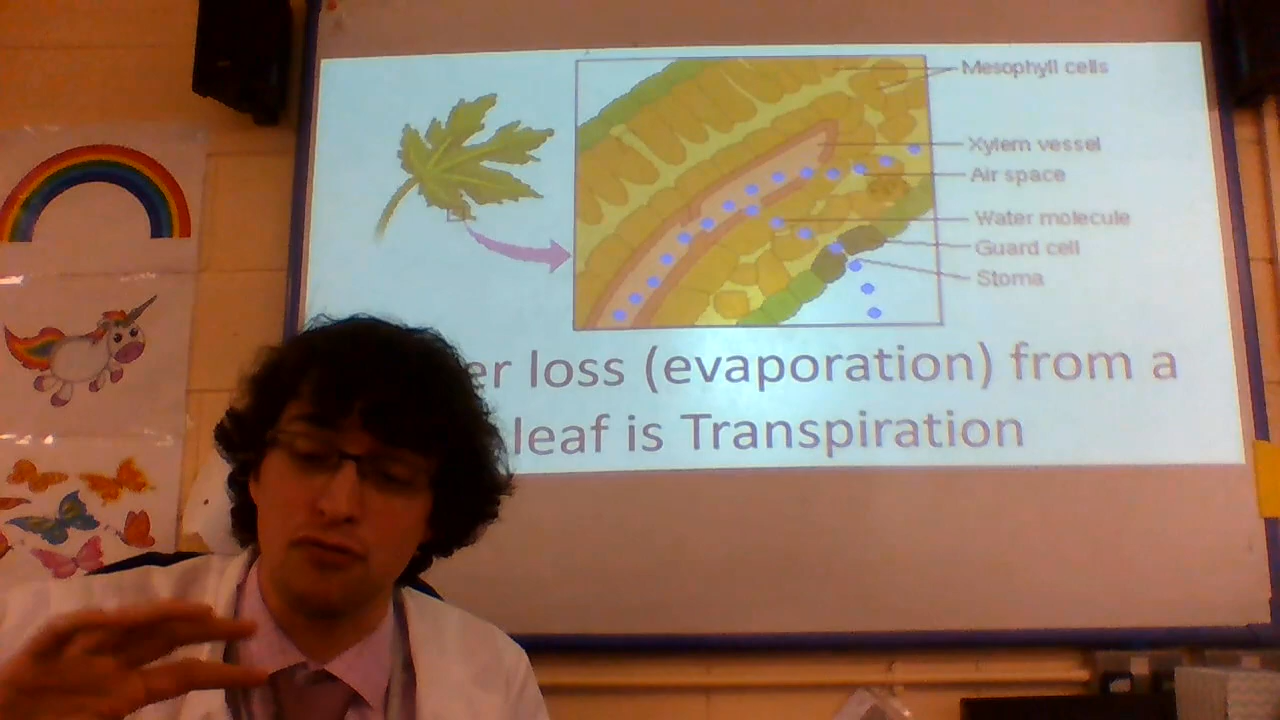 Mesophyll cells
Xylem vessel
Air space
Water molecule
Guard cell
Stoma
er loss (evaporation) from a
leaf is Transpiration